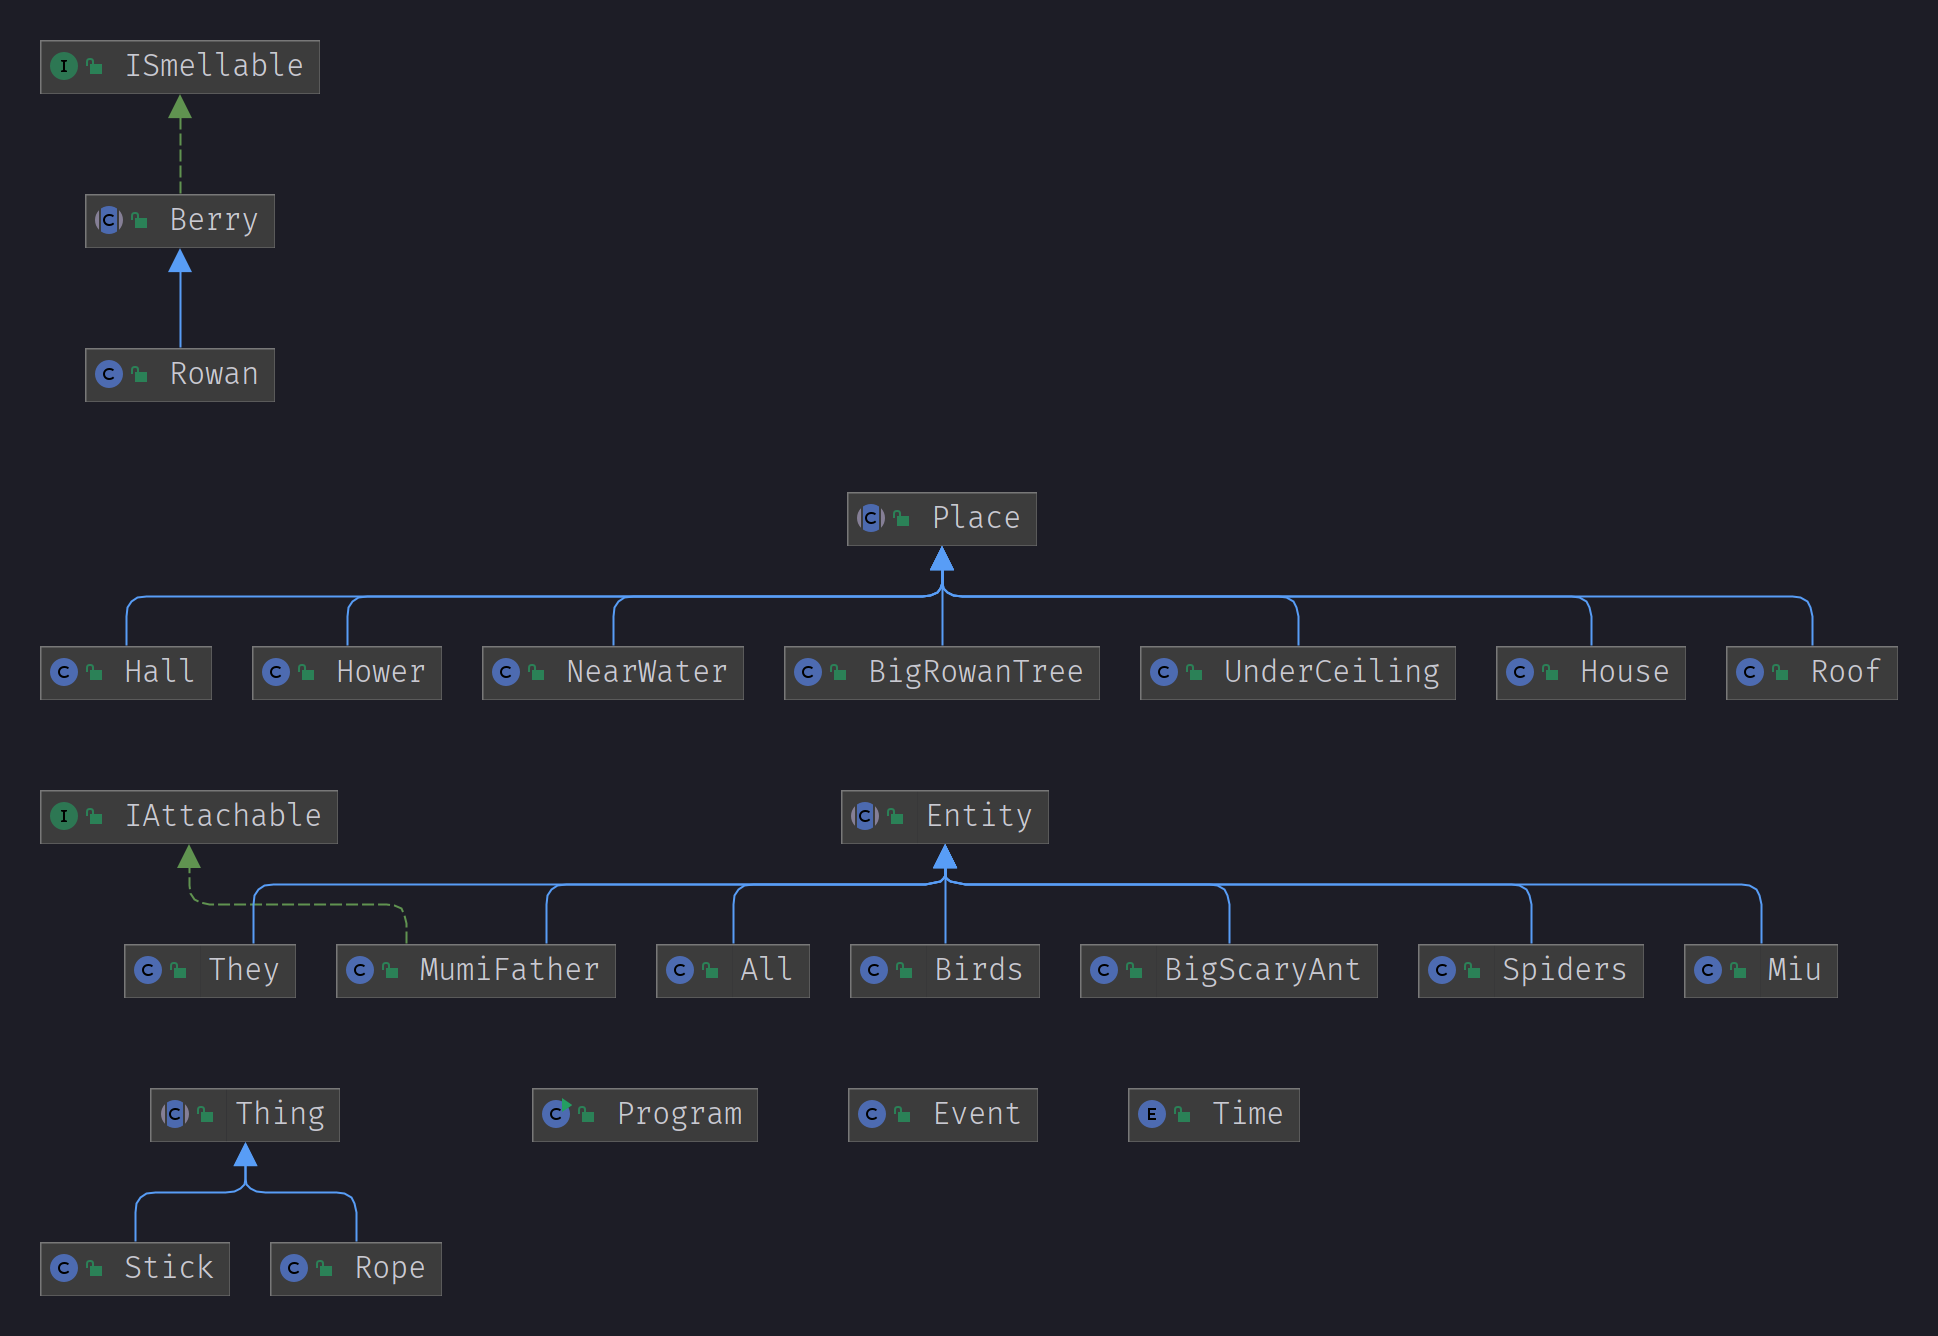 I ISmellable
C Berry
C Rowan
C Place
C Hall C Hower C NearWater C BigRowanTree C UnderCeiling C House C Roof
I IAttachable C Entity
C They C MumiFather C All C Birds C BigScaryAnt C Spiders C Miu
C Thing C Program C Event E Time
C Stick C Rope